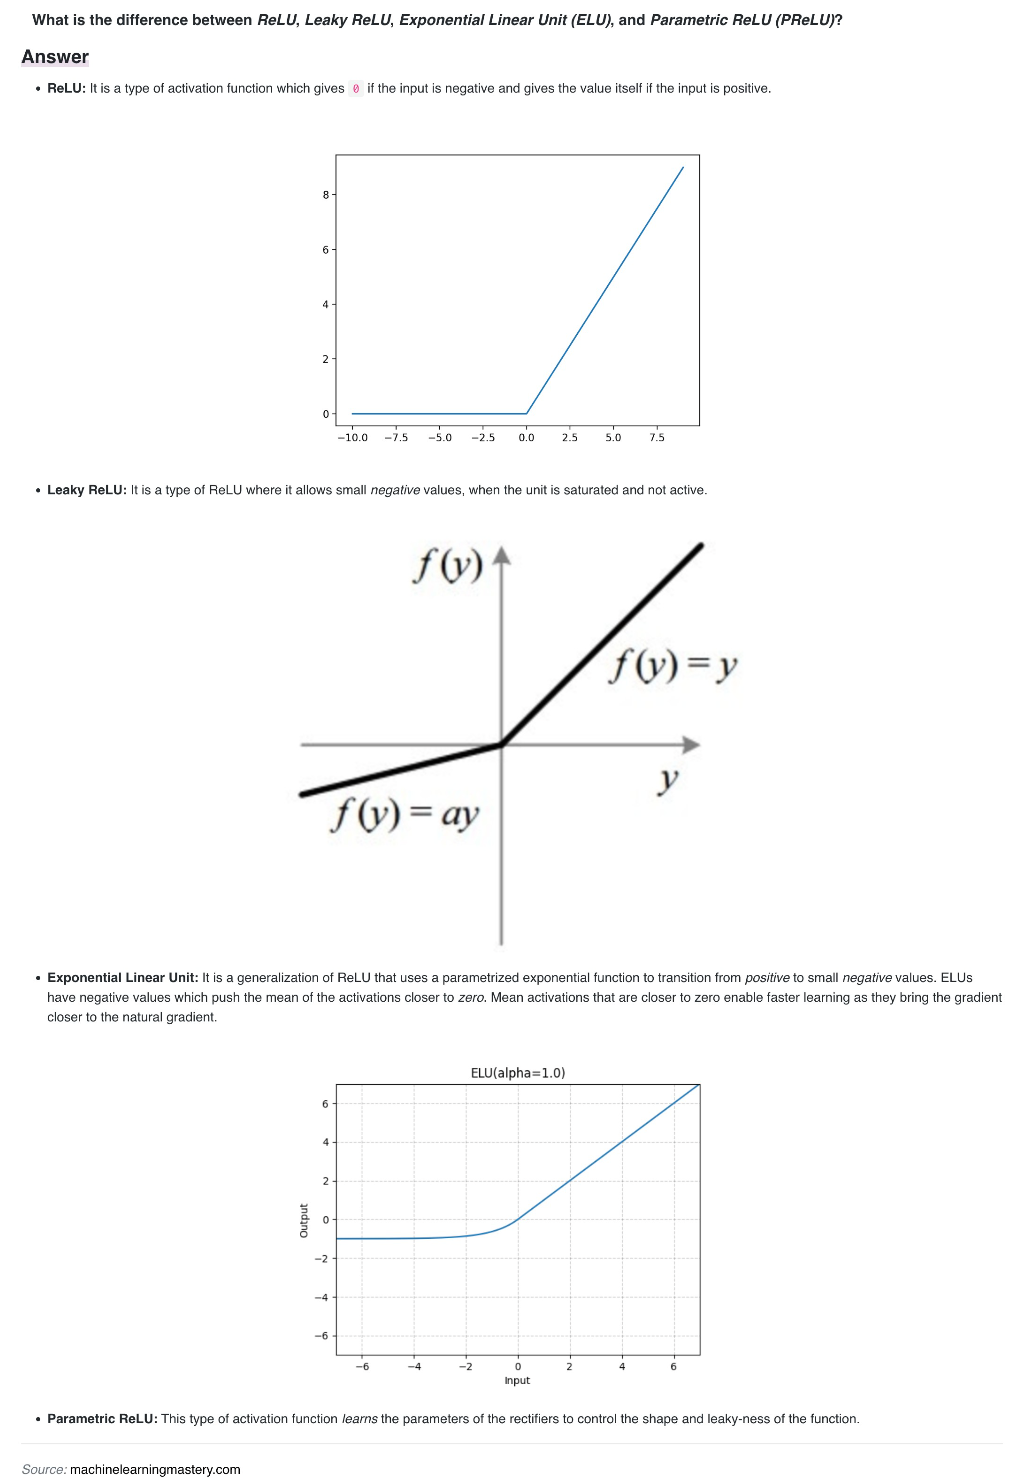 What is the difference between ReLU, Leaky ReLU, Exponential Linear Unit (ELU), and Parametric ReLU (PReLU)?
Answer
• ReLU: It is a type of activation function which gives 0 if the input is negative and gives the value itself if the input is positive.
8
6
4
2
0
−10.0 −7.5 −5.0 −2.5 0.0 2.5 5.0 7.5
• Leaky ReLU: It is a type of ReLU where it allows small negative values, when the unit is saturated and not active.
f(y)
f(y) = y
y
f(y) = ay
• Exponential Linear Unit: It is a generalization of ReLU that uses a parametrized exponential function to transition from positive to small negative values. ELUs
have negative values which push the mean of the activations closer to zero. Mean activations that are closer to zero enable faster learning as they bring the gradient
closer to the natural gradient.
ELU(alpha=1.0)
6
4
2
0
−2
−4
−6
Output
−6 −4 −2 0 2 4 6
Input
• Parametric ReLU: This type of activation function learns the parameters of the rectifiers to control the shape and leaky-ness of the function.
Source: machinelearningmastery.com